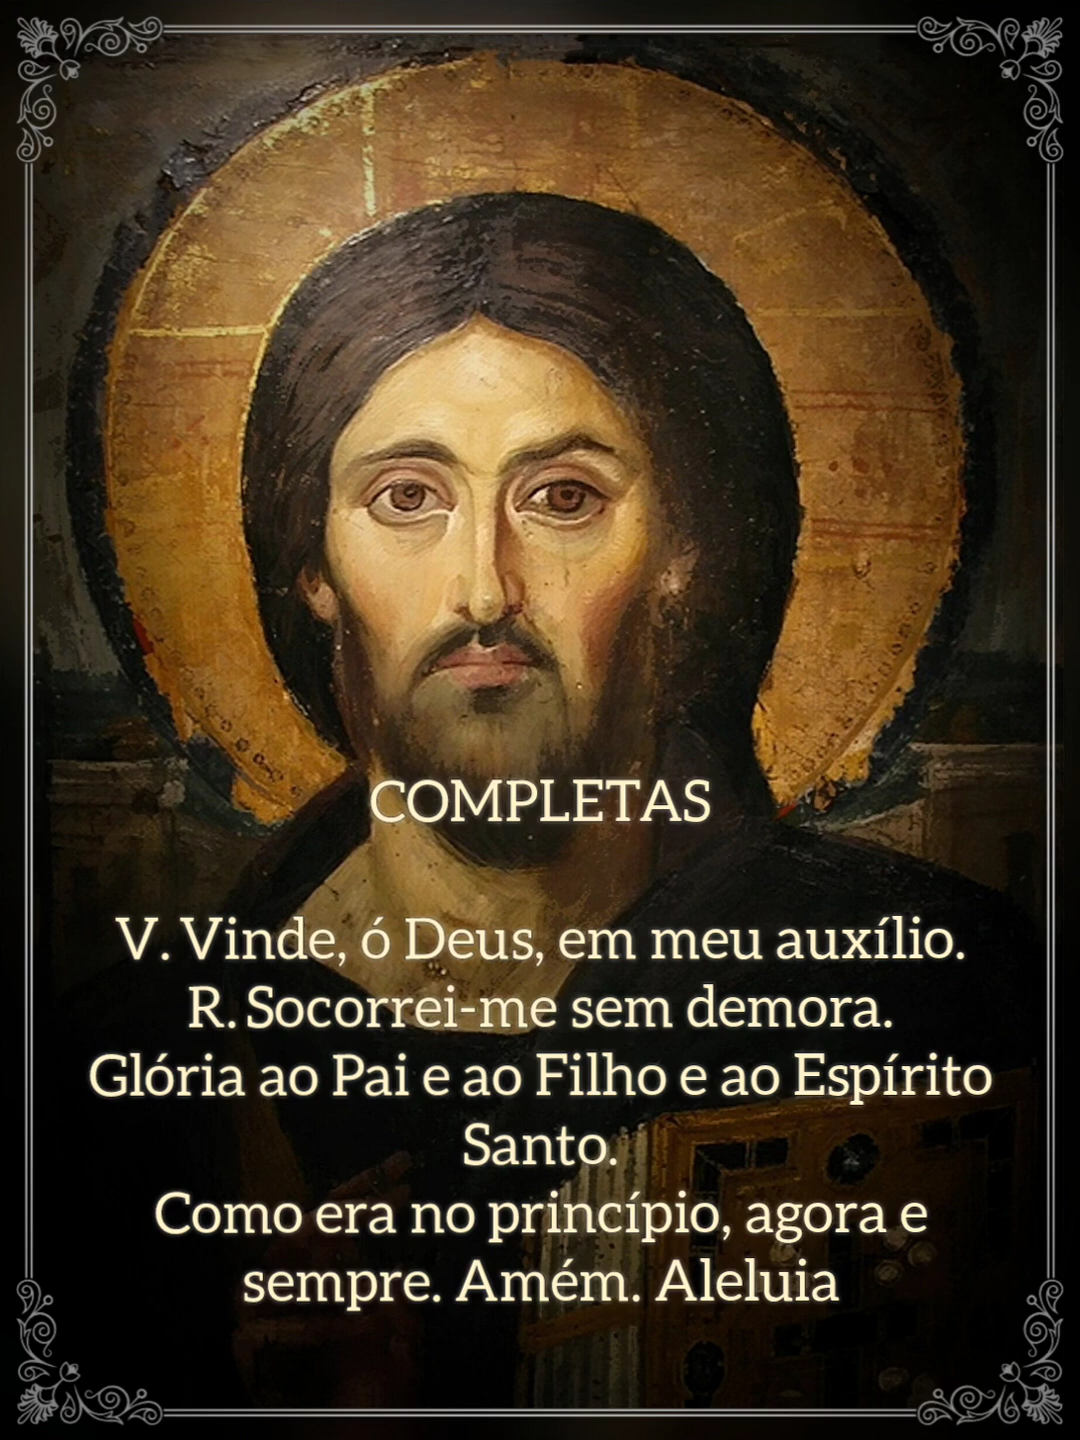 COMPLETAS
V. Vinde, ó Deus, em meu auxílio.
R. Socorrei-me sem demora.
Glória ao Pai e ao Filho e ao Espírito
Santo.
Como era no princípio, agora e
sempre. Amém. Aleluia